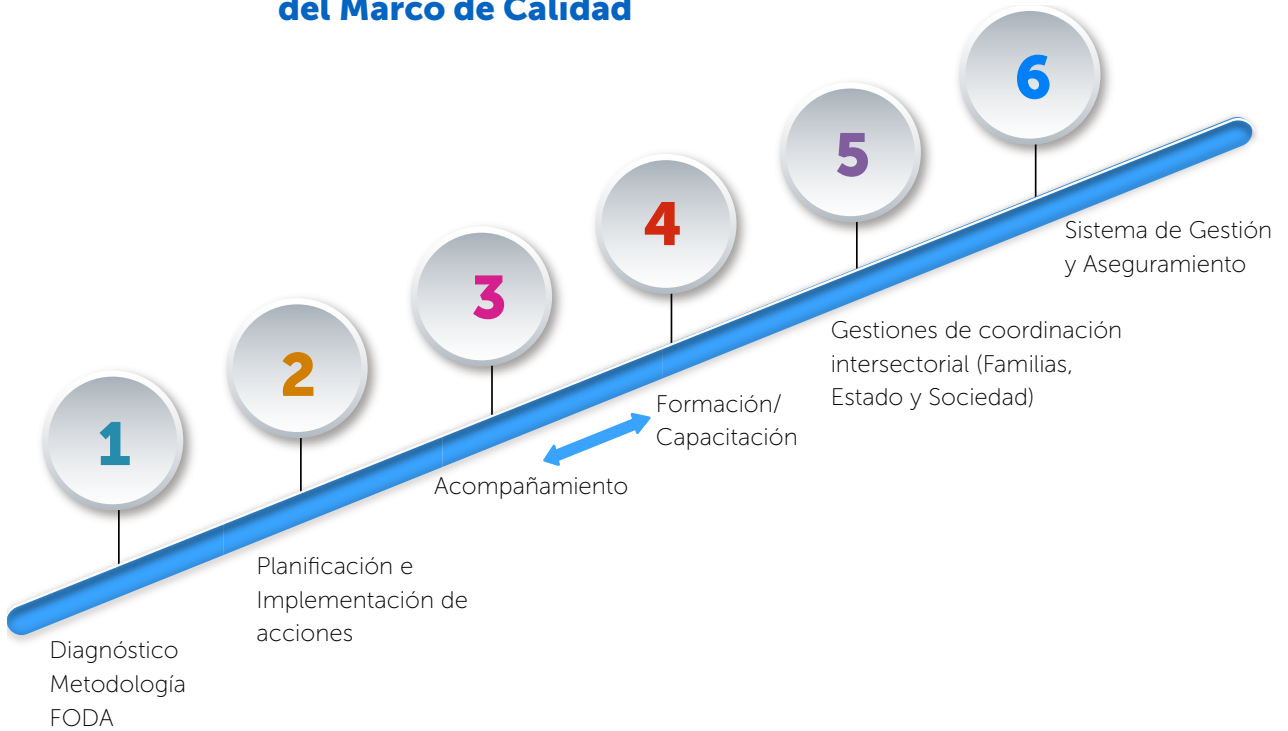 del Marco de Calidad
1
Diagnóstico
Metodología
FODA
2
Planificación e
Implementación de
acciones
3
Acompañamiento
4
Formación/
Capacitación
5
Gestiones de coordinación
intersectorial (Familias,
Estado y Sociedad)
6
Sistema de Gestión
y Aseguramiento